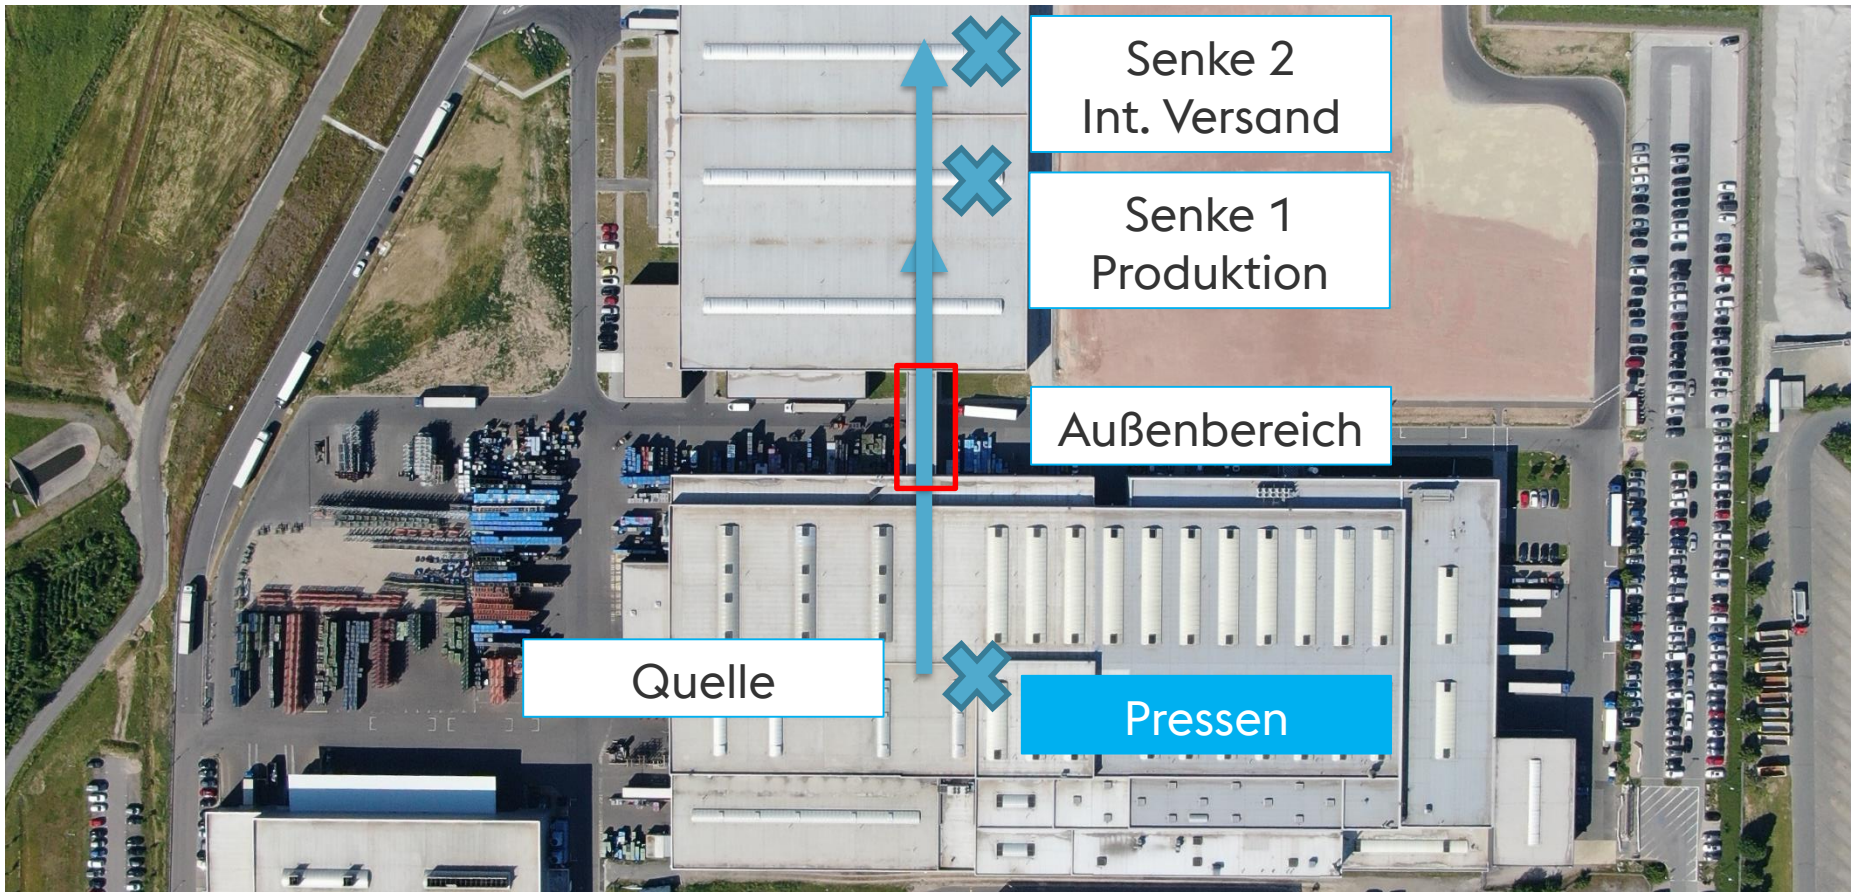 Senke 2
Int. Versand
Senke 1
Produktion
Außenbereich
Quelle
Pressen